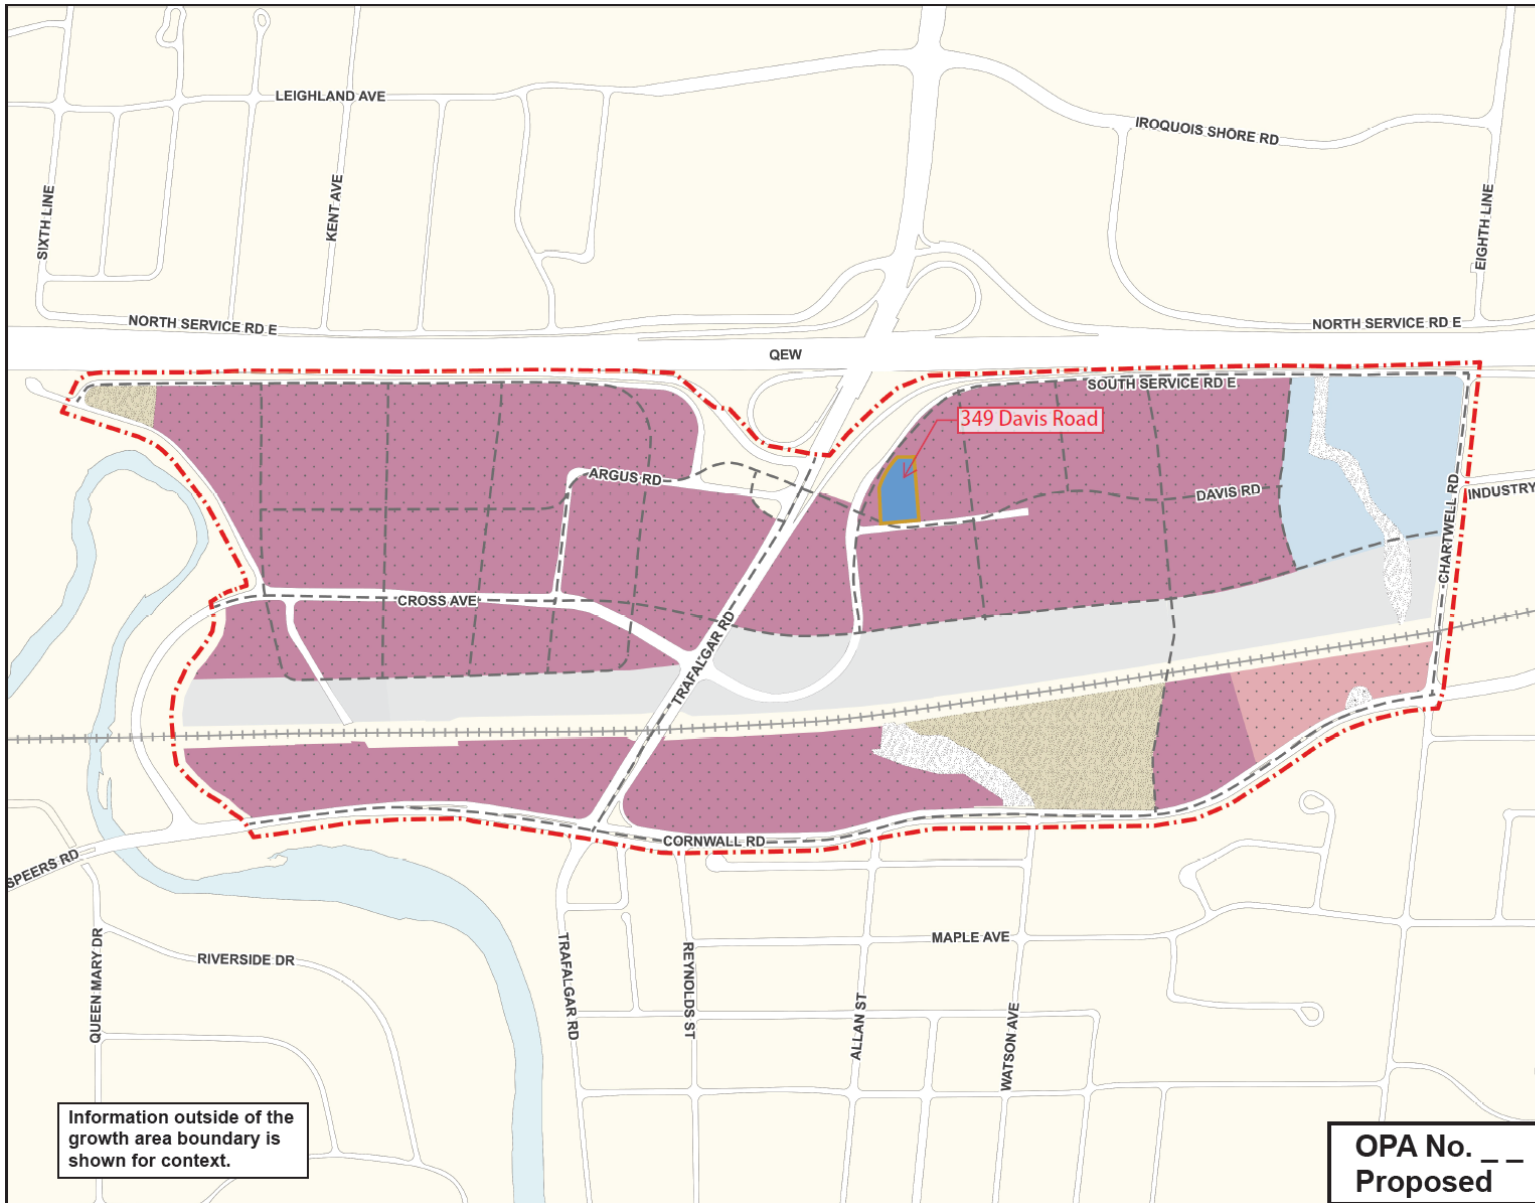 LEIGHLAND AVE
IROQUOIS SHORE RD
SIXTH LINE
KENT AVE
EIGHTH LINE
NORTH SERVICE RD E
NORTH SERVICE RD E
QEW
SOUTH SERVICE RD E
349 Davis Road
ARGUS RD
DAVIS RD
INDUSTRY
CHARTWELL RD
CROSS AVE
TRAFALGAR RD
CORNWALL RD
SPEERS RD
MAPLE AVE
QUEEN MARY DR
RIVERSIDE DR
TRAFALGAR RD
REYNOLDS ST
ALLAN ST
WATSON AVE
Information outside of the
growth area boundary is
shown for context.
OPA No. _ _
Proposed